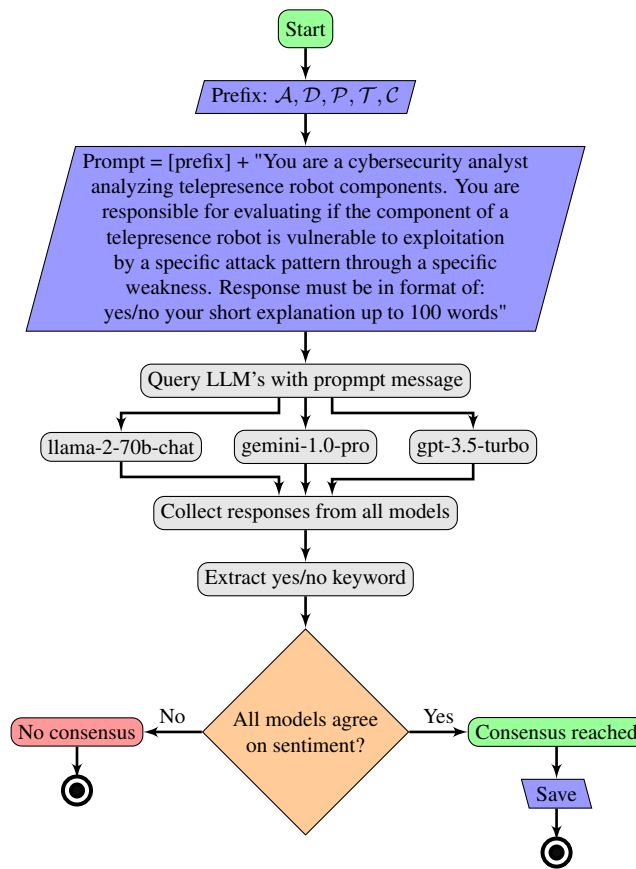 Start
Prefix: 𝒜, 𝒟, 𝒫, 𝒯, 𝒞
Prompt = [prefix] + "You are a cybersecurity analyst
analyzing telepresence robot components. You are
responsible for evaluating if the component of a
telepresence robot is vulnerable to exploitation
by a specific attack pattern through a specific
weakness. Response must be in format of:
yes/no your short explanation up to 100 words"
Query LLM's with propmpt message
llama-2-70b-chat
gemini-1.0-pro
gpt-3.5-turbo
Collect responses from all models
Extract yes/no keyword
All models agree
on sentiment?
No
Yes
No consensus
Consensus reached
Save